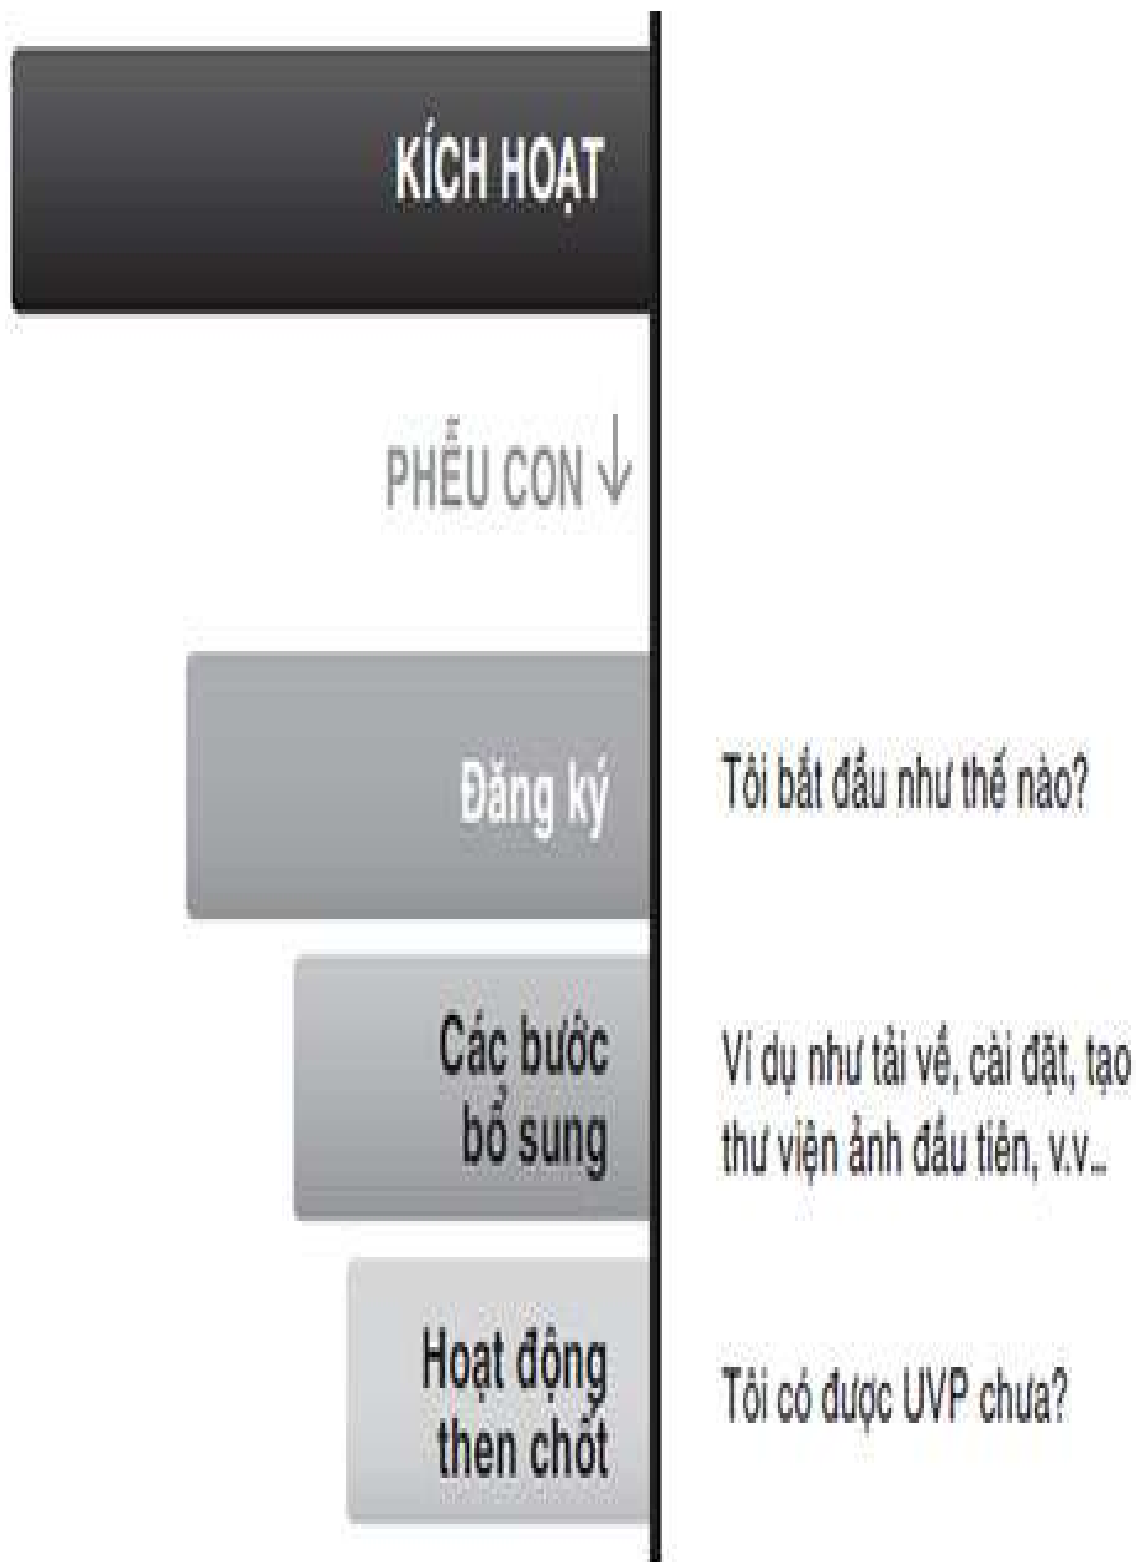 KÍCH HOẠT
PHỄU CON ↓
Đăng ký
Tôi bắt đầu như thế nào?
Các bước
bổ sung
Ví dụ như tải về, cài đặt, tạo
thư viện ảnh đầu tiên, v.v...
Hoạt động
then chốt
Tôi có được UVP chưa?